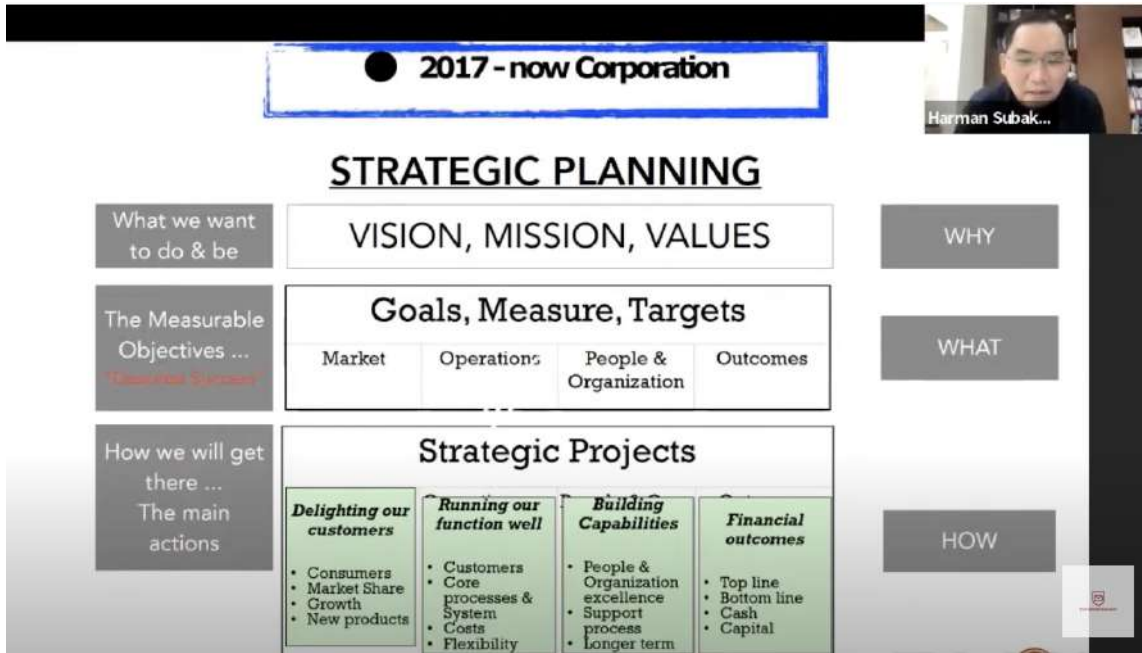 2017 - now Corporation
Harman Subak...
STRATEGIC PLANNING
What we want
to do & be
VISION, MISSION, VALUES
WHY
The Measurable
Objectives ...
Goals, Measure, Targets
Market
Operations
People &
Organization
Outcomes
WHAT
How we will get
there ...
The main
actions
Strategic Projects
Delighting our
customers
• Consumers
• Market Share
• Growth
• New products
Running our
function well
• Customers
• Core
processes &
System
• Costs
• Flexibility
Building
Capabilities
• People &
Organization
excellence
• Support
process
• Longer term
Financial
outcomes
• Top line
• Bottom line
• Cash
• Capital
HOW